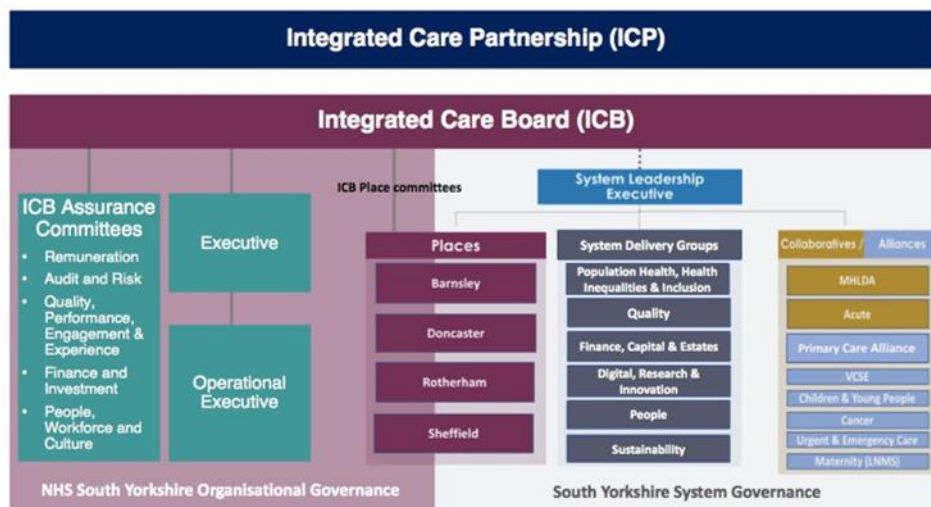 Integrated Care Partnership (ICP)
Integrated Care Board (ICB)
ICB Place committees
System Leadership
Executive
ICB Assurance
Committees
• Remuneration
• Audit and Risk
• Quality,
Performance,
Engagement &
Experience
• Finance and
Investment
• People,
Workforce and
Culture
Executive
Operational
Executive
Places
Barnsley
Doncaster
Rotherham
Sheffield
System Delivery Groups
Population Health, Health
Inequalities & Inclusion
Quality
Finance, Capital & Estates
Digital, Research &
Innovation
People
Sustainability
Collaboratives / Alliances
MHLDA
Acute
Primary Care Alliance
VCSE
Children & Young People
Cancer
Urgent & Emergency Care
Maternity (LNMS)
NHS South Yorkshire Organisational Governance
South Yorkshire System Governance